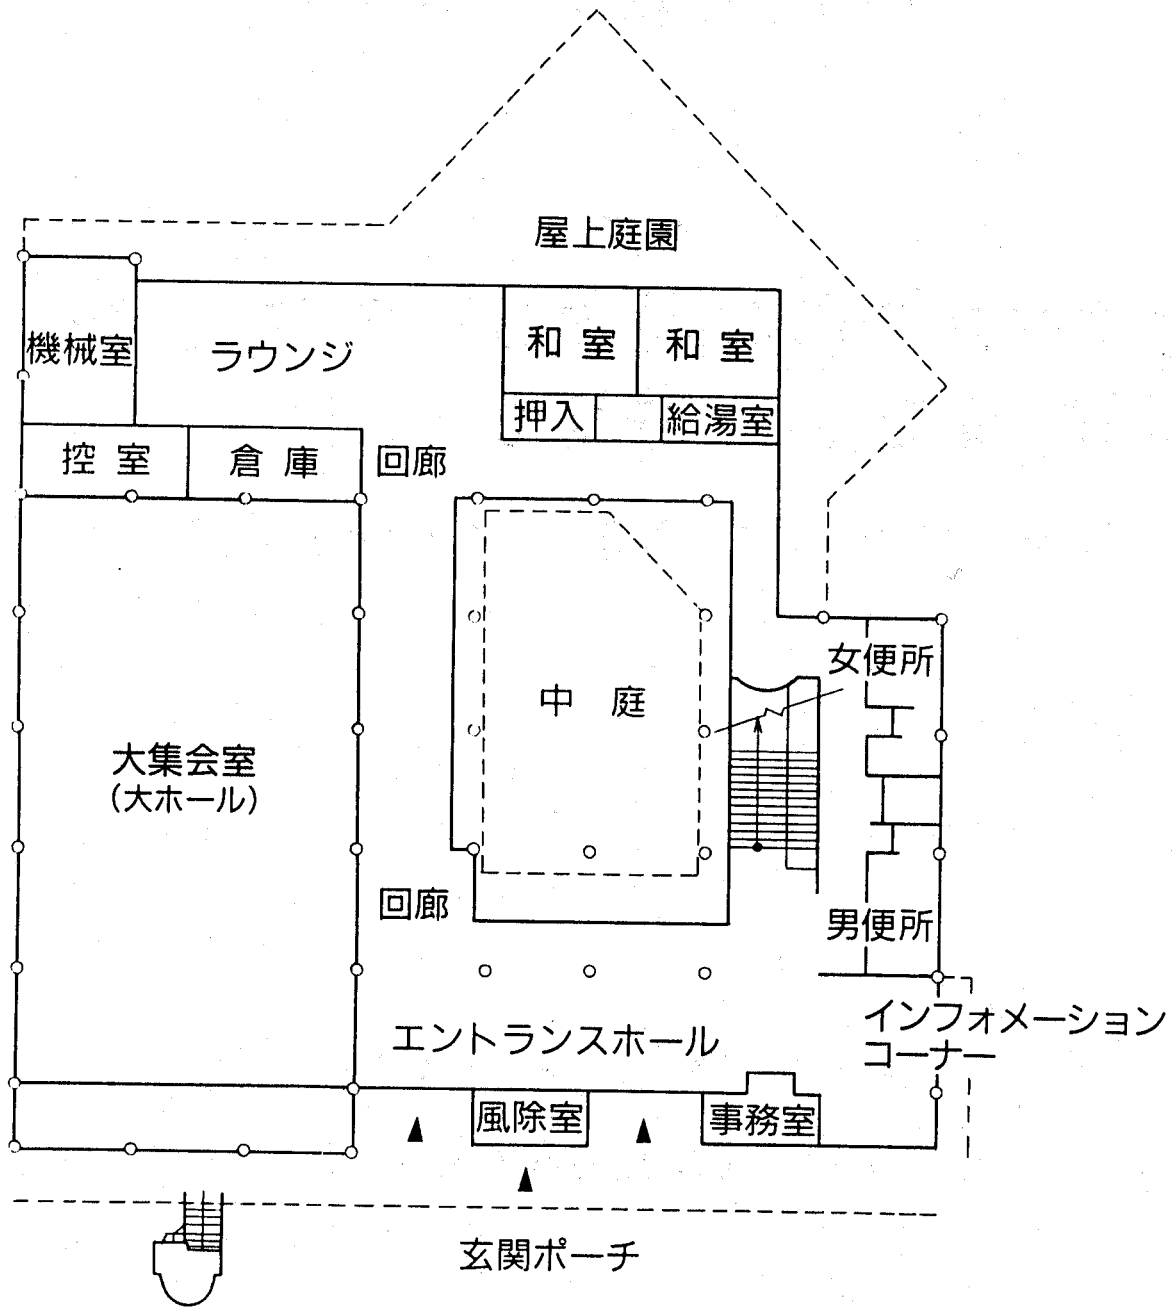 屋上庭園
機械室
ラウンジ
和室
和室
押入
給湯室
控室
倉庫
回廊
女便所
中庭
大集会室
(大ホール)
回廊
男便所
インフォメーション
コーナー
エントランスホール
風除室
事務室
玄関ポーチ